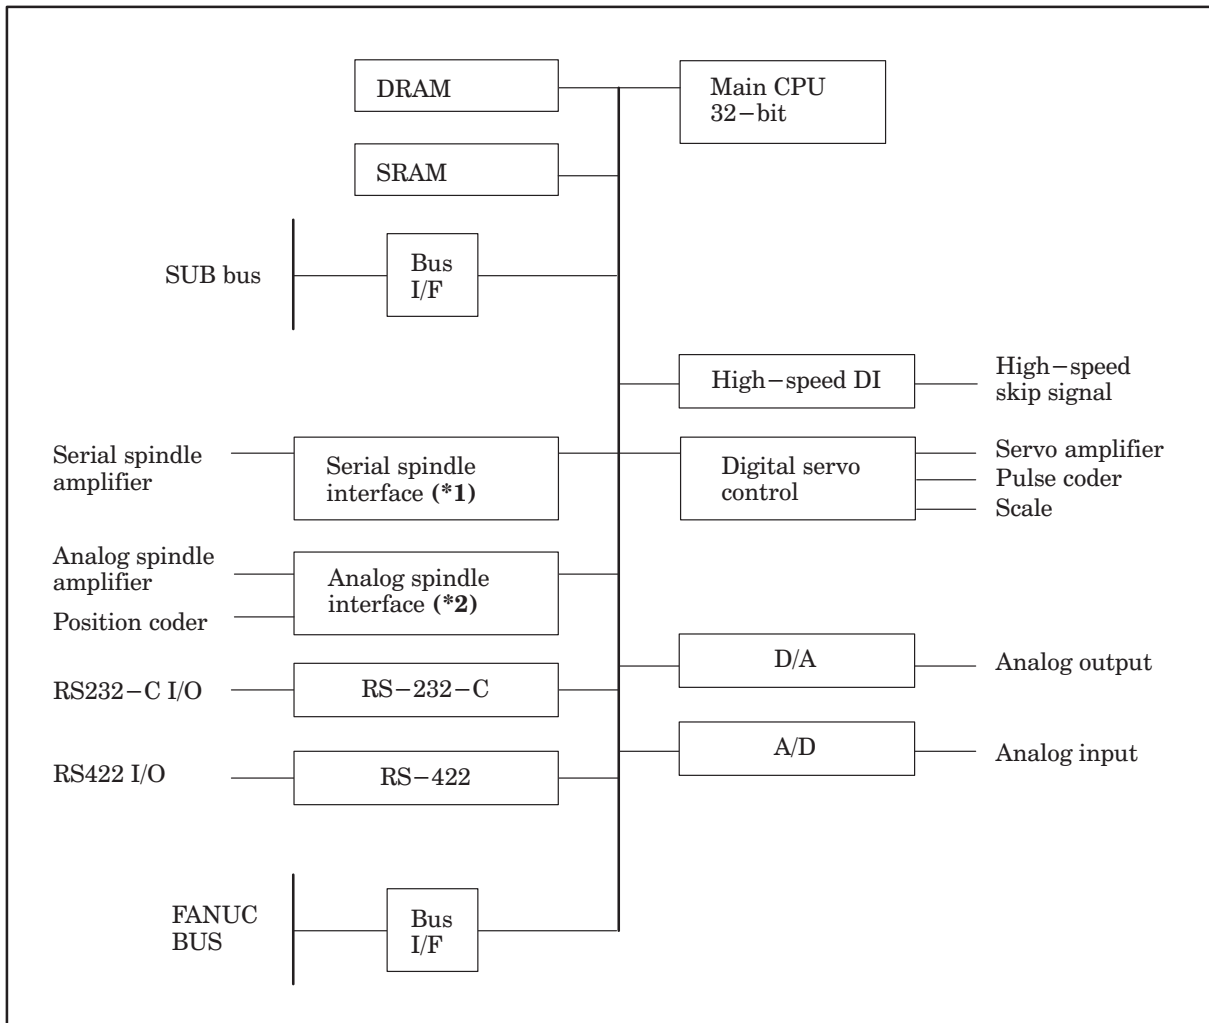 DRAM
Main CPU
32−bit
SRAM
SUB bus
Bus
I/F
High−speed DI
High−speed
skip signal
Serial spindle
amplifier
Serial spindle
interface (*1)
Digital servo
control
Servo amplifier
Pulse coder
Scale
Analog spindle
amplifier
Position coder
Analog spindle
interface (*2)
D/A
Analog output
RS232−C I/O
RS−232−C
A/D
Analog input
RS422 I/O
RS−422
FANUC
BUS
Bus
I/F